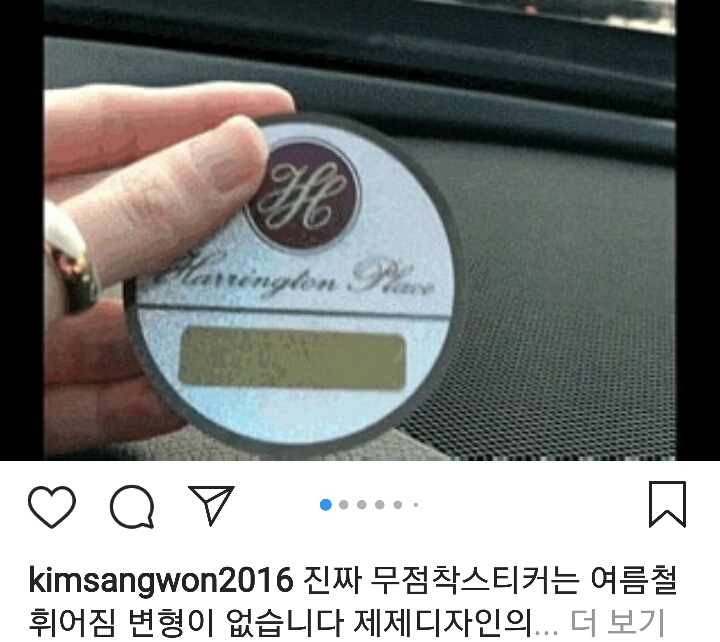 H
Harrington Place
kimsangwon2016 진짜 무점착스티커는 여름철
휘어짐 변형이 없습니다 제제디자인의... 더 보기